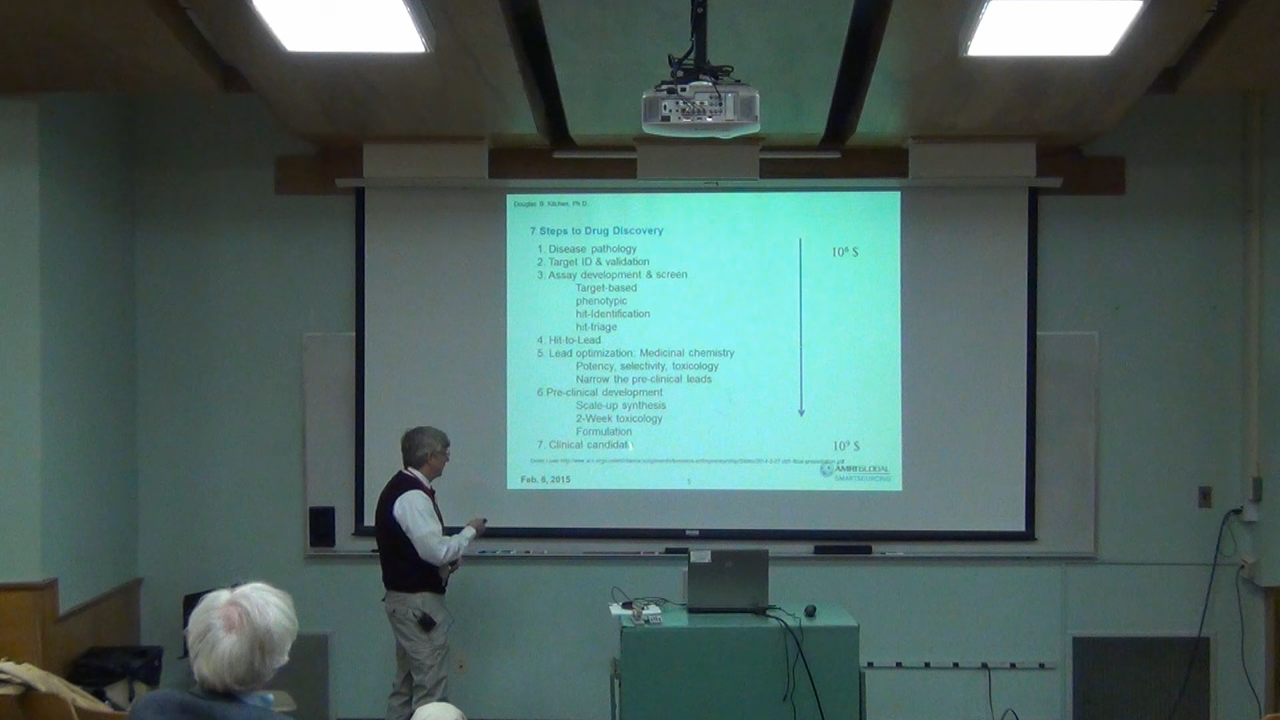 Douglas B. Kitchen, Ph.D.
7 Steps to Drug Discovery
1. Disease pathology
10⁶ $
2. Target ID & validation
3. Assay development & screen
Target-based
phenotypic
hit-Identification
hit-triage
4. Hit-to-Lead
5. Lead optimization: Medicinal chemistry
Potency, selectivity, toxicology
Narrow the pre-clinical leads
6 Pre-clinical development
Scale-up synthesis
2-Week toxicology
Formulation
7. Clinical candidat
10⁹ $
AMRI GLOBAL
SMARTSOURCING
Feb. 6, 2015